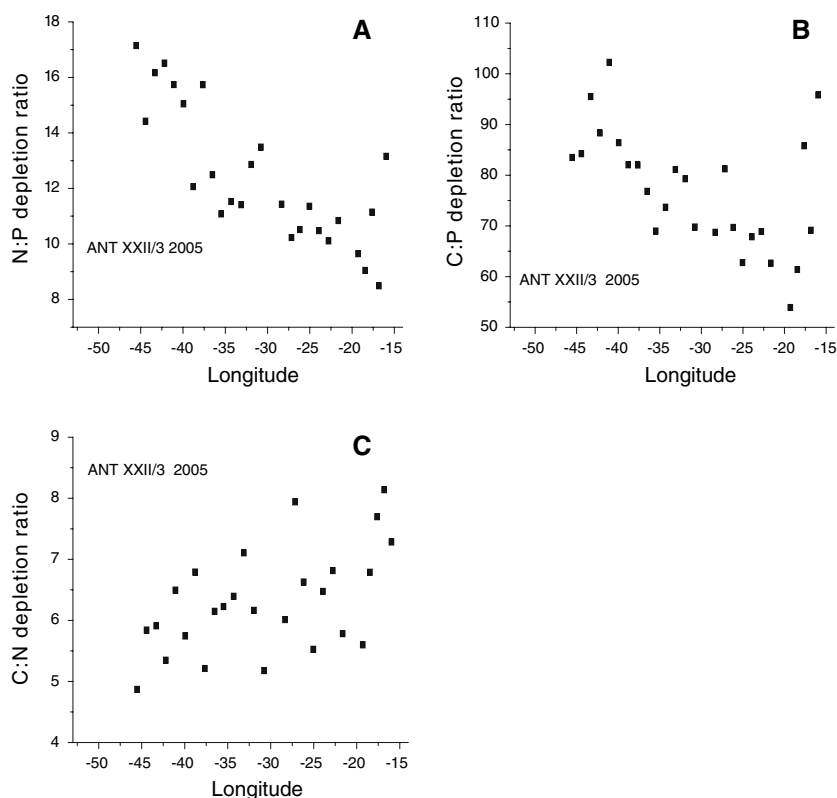 A
N:P depletion ratio
18
16
14
12
10
8
ANT XXII/3 2005
-50 -45 -40 -35 -30 -25 -20 -15
Longitude
B
C:P depletion ratio
110
100
90
80
70
60
50
ANT XXII/3 2005
-50 -45 -40 -35 -30 -25 -20 -15
Longitude
C
C:N depletion ratio
9
8
7
6
5
4
ANT XXII/3 2005
-50 -45 -40 -35 -30 -25 -20 -15
Longitude